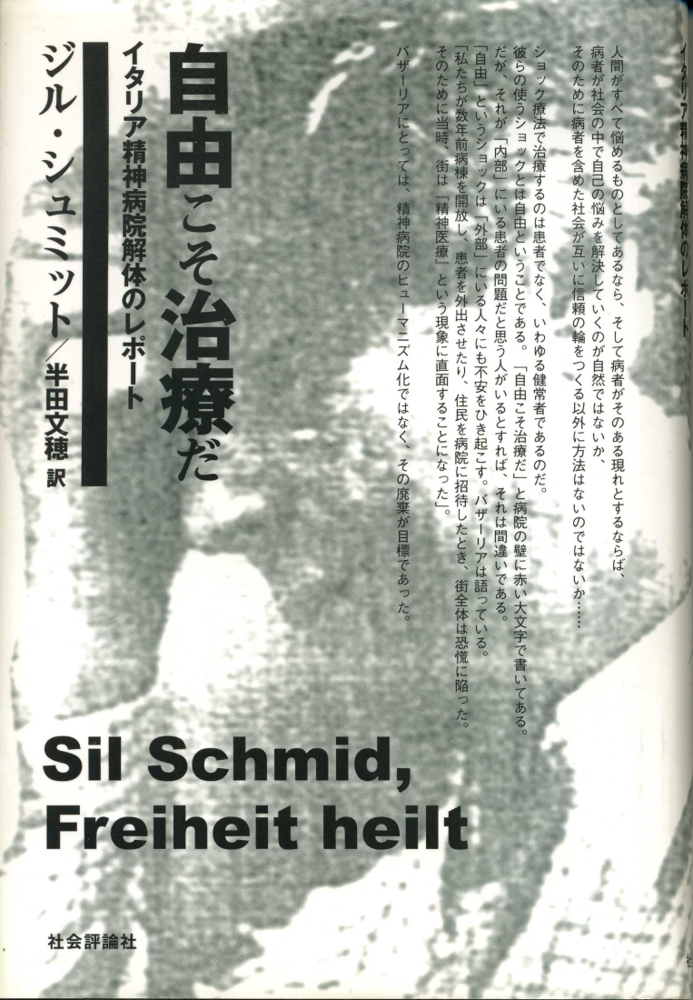 イタリア精神病院解体のレポート
人間がすべて悩めるものとしてあるなら、そして病者がそのある現れとするならば、
病者が社会の中で自己の悩みを解決していくのが自然ではないか、
そのために病者を含めた社会が互いに信頼の輪をつくる以外に方法はないのではないか……
ショック療法で治療するのは患者でなく、いわゆる健常者であるのだ。
彼らの使うショックとは自由ということである。「自由こそ治療だ」と病院の壁に赤い大文字で書いてある。
だが、それが「内部」にいる患者の問題だと思う人がいるとすれば、それは間違いである。
「自由」というショックは「外部」にいる人々にも不安をひき起こす。バザーリアは語っている。
「私たちが数年前病棟を開放し、患者を外出させたり、住民を病院に招待したとき、街全体は恐慌に陥った。
そのために当時、街は『精神医療』という現象に直面することになった」。
バザーリアにとっては、精神病院のヒューマニズム化ではなく、その廃棄が目標であった。
自由こそ治療だ
イタリア精神病院解体のレポート
ジル・シュミット／半田文穂 訳
Sil Schmid,
Freiheit heilt
社会評論社